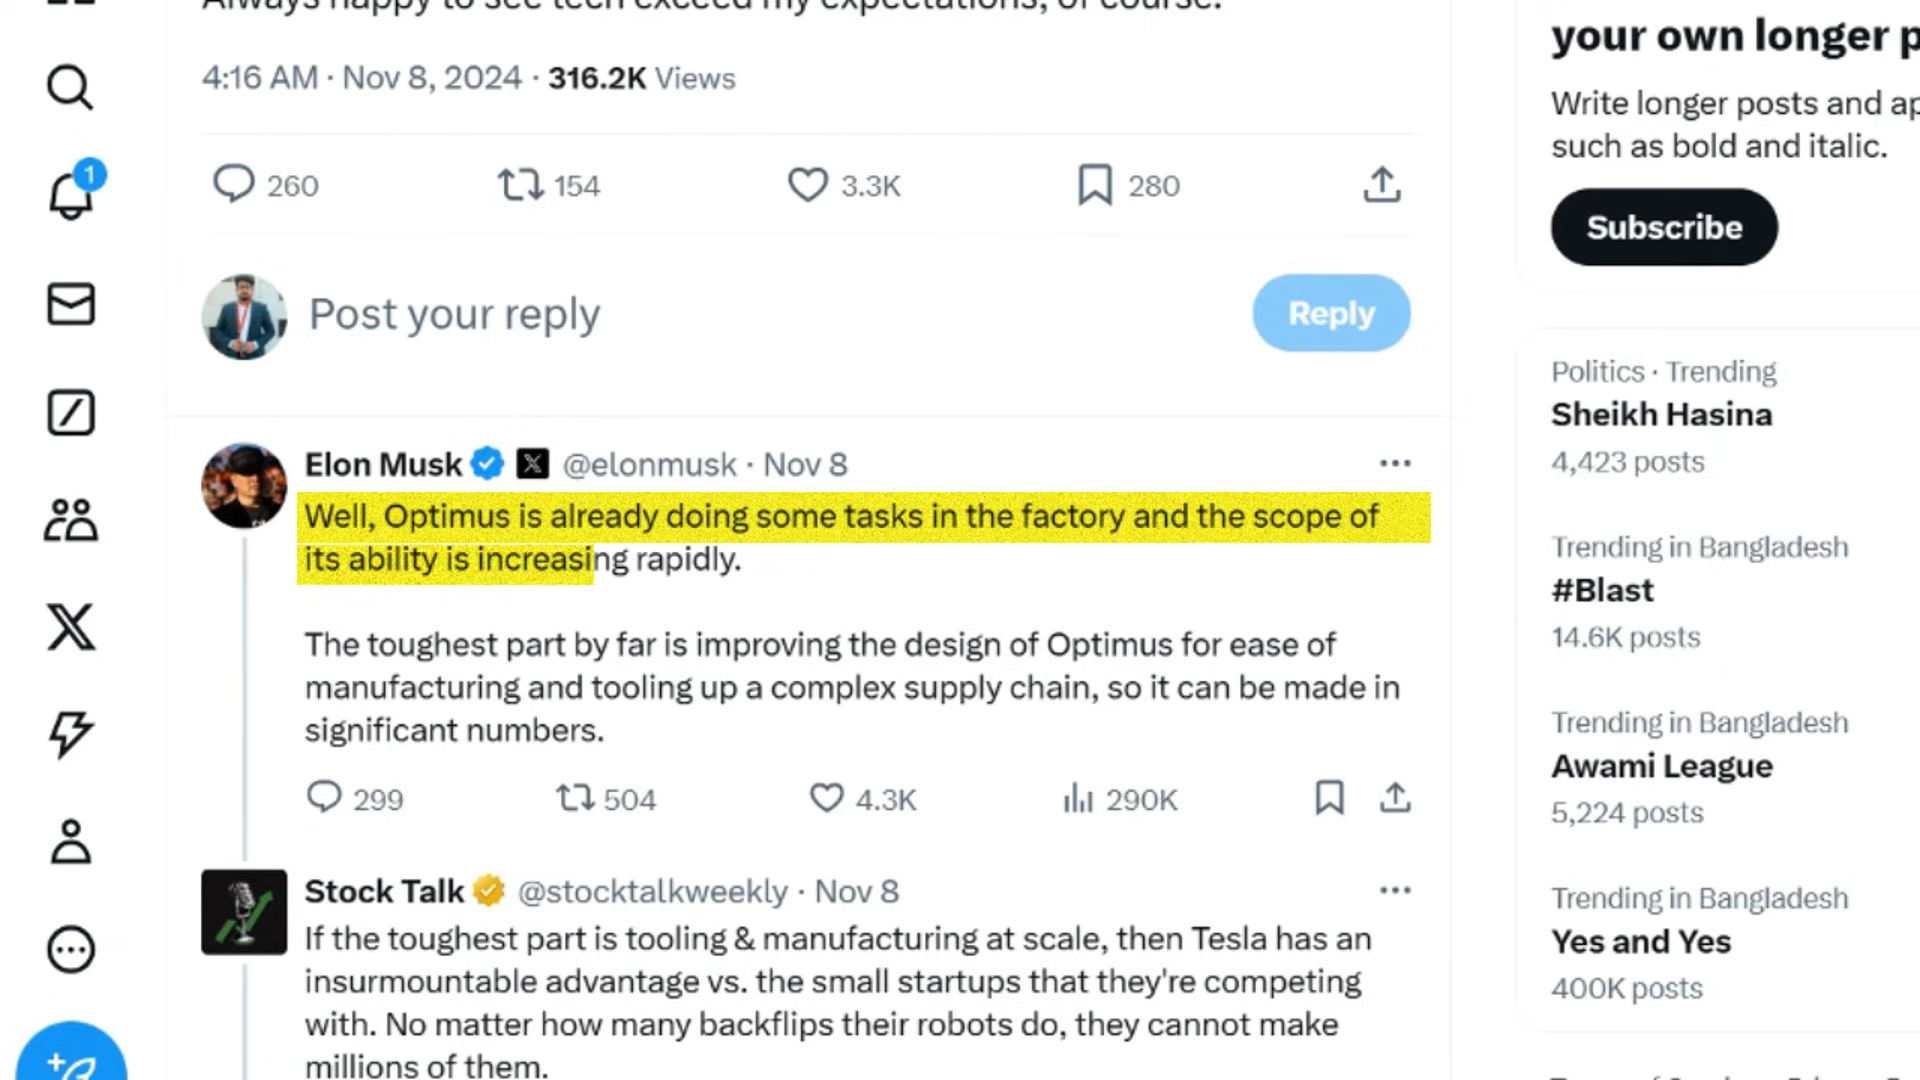 Always happy to see tech exceed my expectations, of course.
4:16 AM · Nov 8, 2024 · 316.2K Views
260 154 3.3K 280
Post your reply
Reply
Elon Musk @elonmusk · Nov 8
Well, Optimus is already doing some tasks in the factory and the scope of
its ability is increasing rapidly.
The toughest part by far is improving the design of Optimus for ease of
manufacturing and tooling up a complex supply chain, so it can be made in
significant numbers.
299 504 4.3K 290K
Stock Talk @stocktalkweekly · Nov 8
If the toughest part is tooling & manufacturing at scale, then Tesla has an
insurmountable advantage vs. the small startups that they're competing
with. No matter how many backflips their robots do, they cannot make
millions of them.
1
your own longer p
Write longer posts and ap
such as bold and italic.
Subscribe
Politics · Trending
Sheikh Hasina
4,423 posts
Trending in Bangladesh
#Blast
14.6K posts
Trending in Bangladesh
Awami League
5,224 posts
Trending in Bangladesh
Yes and Yes
400K posts